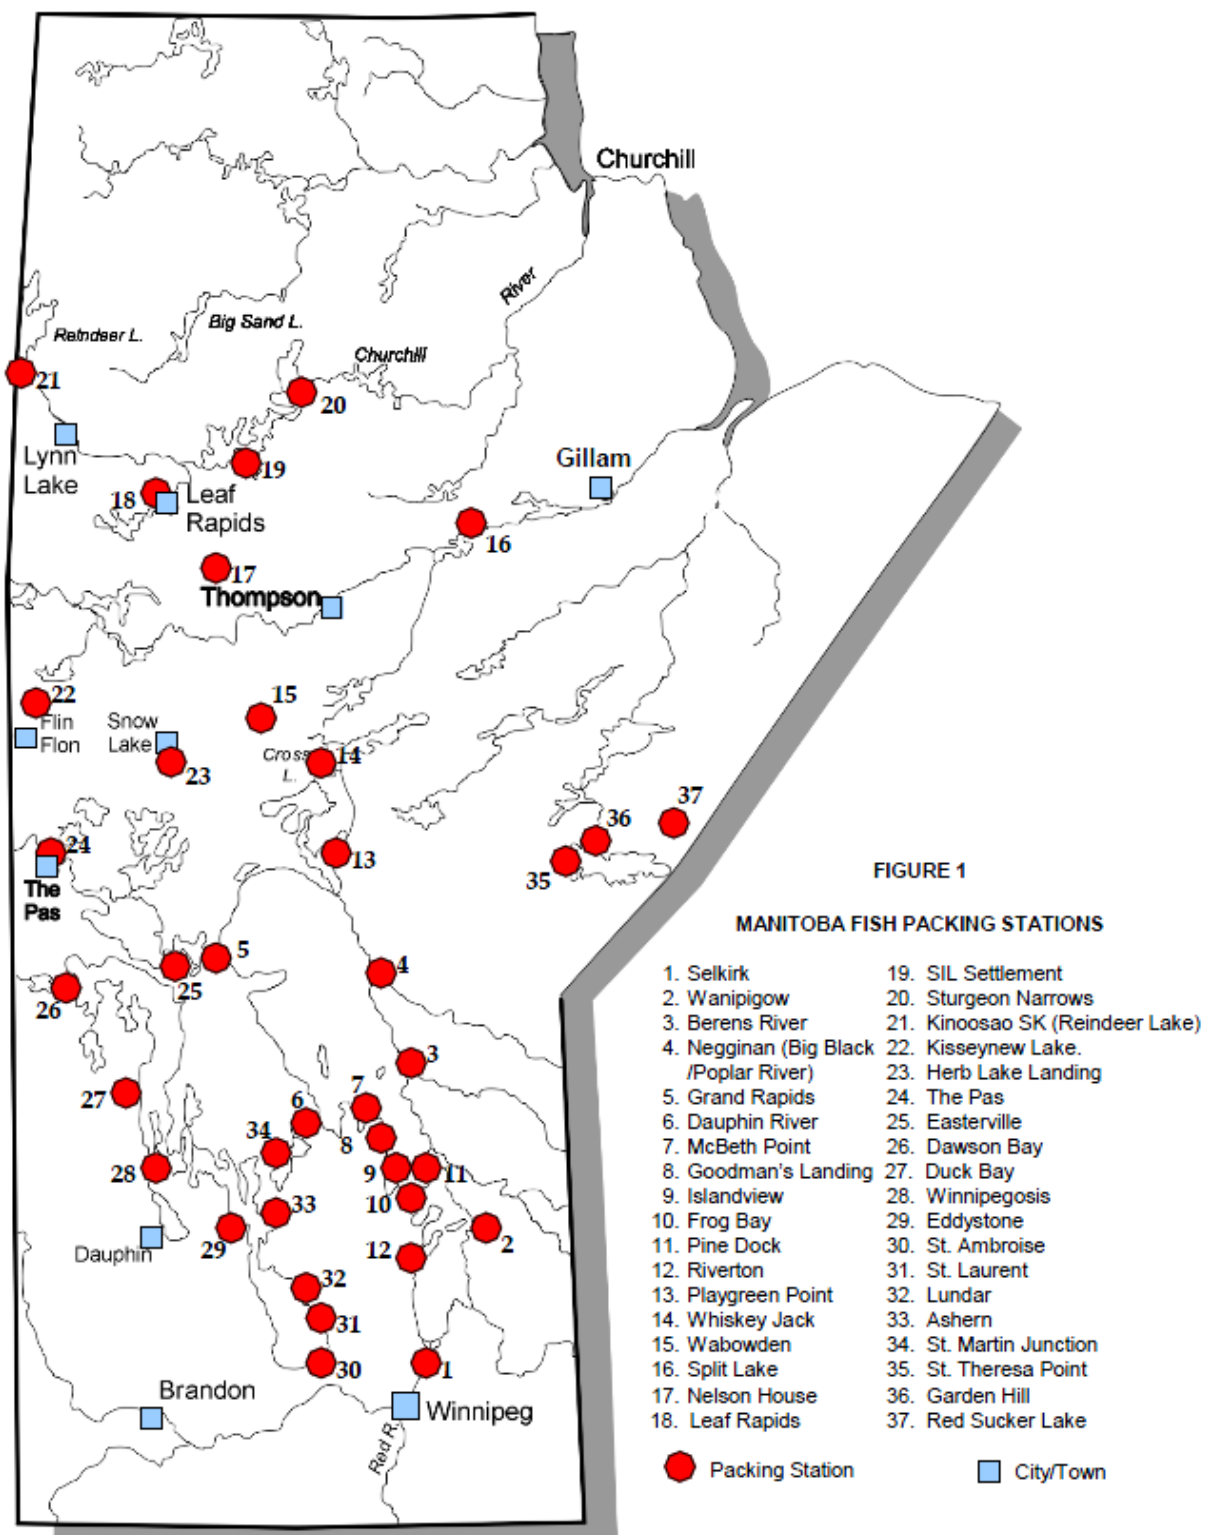 Churchill
River
Reindeer L.
Big Sand L.
Churchill
21
20
Lynn
Lake
19
Gillam
18
Leaf
Rapids
16
17
Thompson
22
Flin
Flon
Snow
Lake
15
Cross
L.
14
23
37
36
24
13
35
The
Pas
5
25
4
26
3
27
7
6
8
34
28
9
11
10
33
29
2
Dauphin
12
32
31
30
1
Brandon
Winnipeg
Red R.
FIGURE 1
MANITOBA FISH PACKING STATIONS
1. Selkirk
2. Wanipigow
3. Berens River
4. Negginan (Big Black
/Poplar River)
5. Grand Rapids
6. Dauphin River
7. McBeth Point
8. Goodman's Landing
9. Islandview
10. Frog Bay
11. Pine Dock
12. Riverton
13. Playgreen Point
14. Whiskey Jack
15. Wabowden
16. Split Lake
17. Nelson House
18. Leaf Rapids
19. SIL Settlement
20. Sturgeon Narrows
21. Kinoosao SK (Reindeer Lake)
22. Kisseynew Lake.
23. Herb Lake Landing
24. The Pas
25. Easterville
26. Dawson Bay
27. Duck Bay
28. Winnipegosis
29. Eddystone
30. St. Ambroise
31. St. Laurent
32. Lundar
33. Ashern
34. St. Martin Junction
35. St. Theresa Point
36. Garden Hill
37. Red Sucker Lake
Packing Station
City/Town